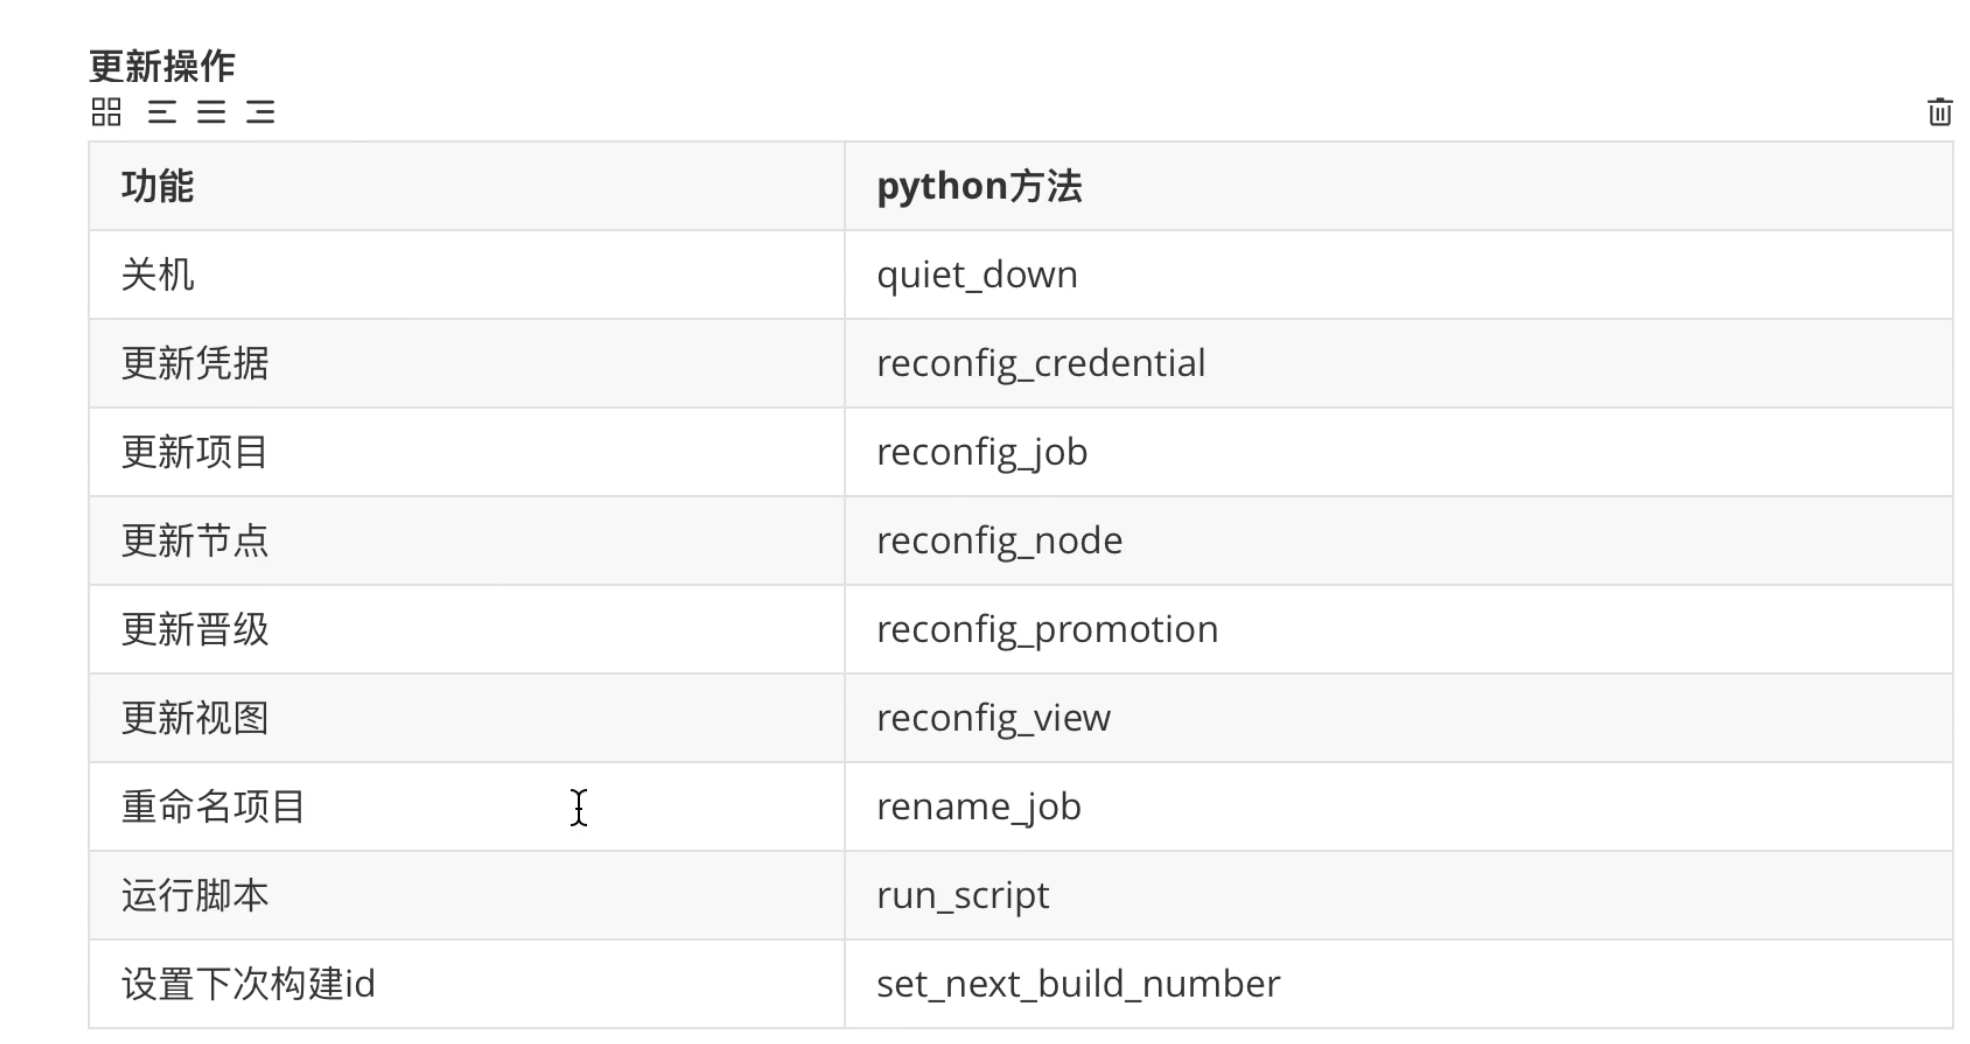 更新操作
功能 python方法
关机 quiet_down
更新凭据 reconfig_credential
更新项目 reconfig_job
更新节点 reconfig_node
更新晋级 reconfig_promotion
更新视图 reconfig_view
重命名项目 rename_job
运行脚本 run_script
设置下次构建id set_next_build_number